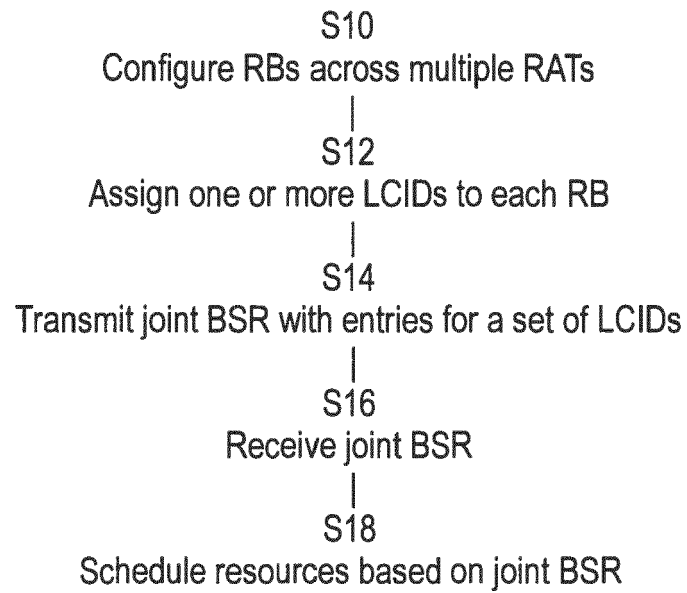 S10
Configure RBs across multiple RATs
S12
Assign one or more LCIDs to each RB
S14
Transmit joint BSR with entries for a set of LCIDs
S16
Receive joint BSR
S18
Schedule resources based on joint BSR